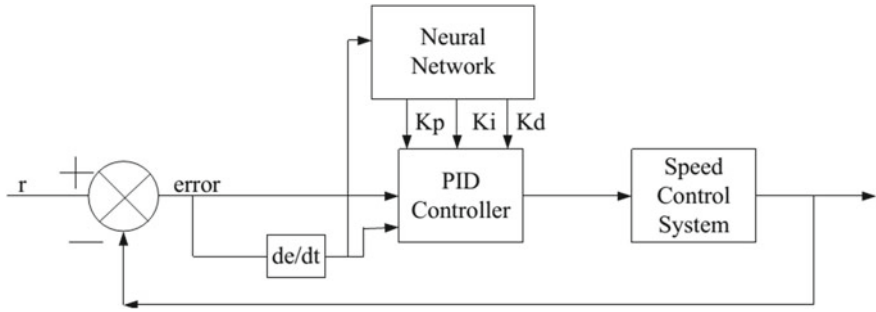 Neural
Network
Kp Ki Kd
+
r
error
PID
Controller
Speed
Control
System
—
de/dt